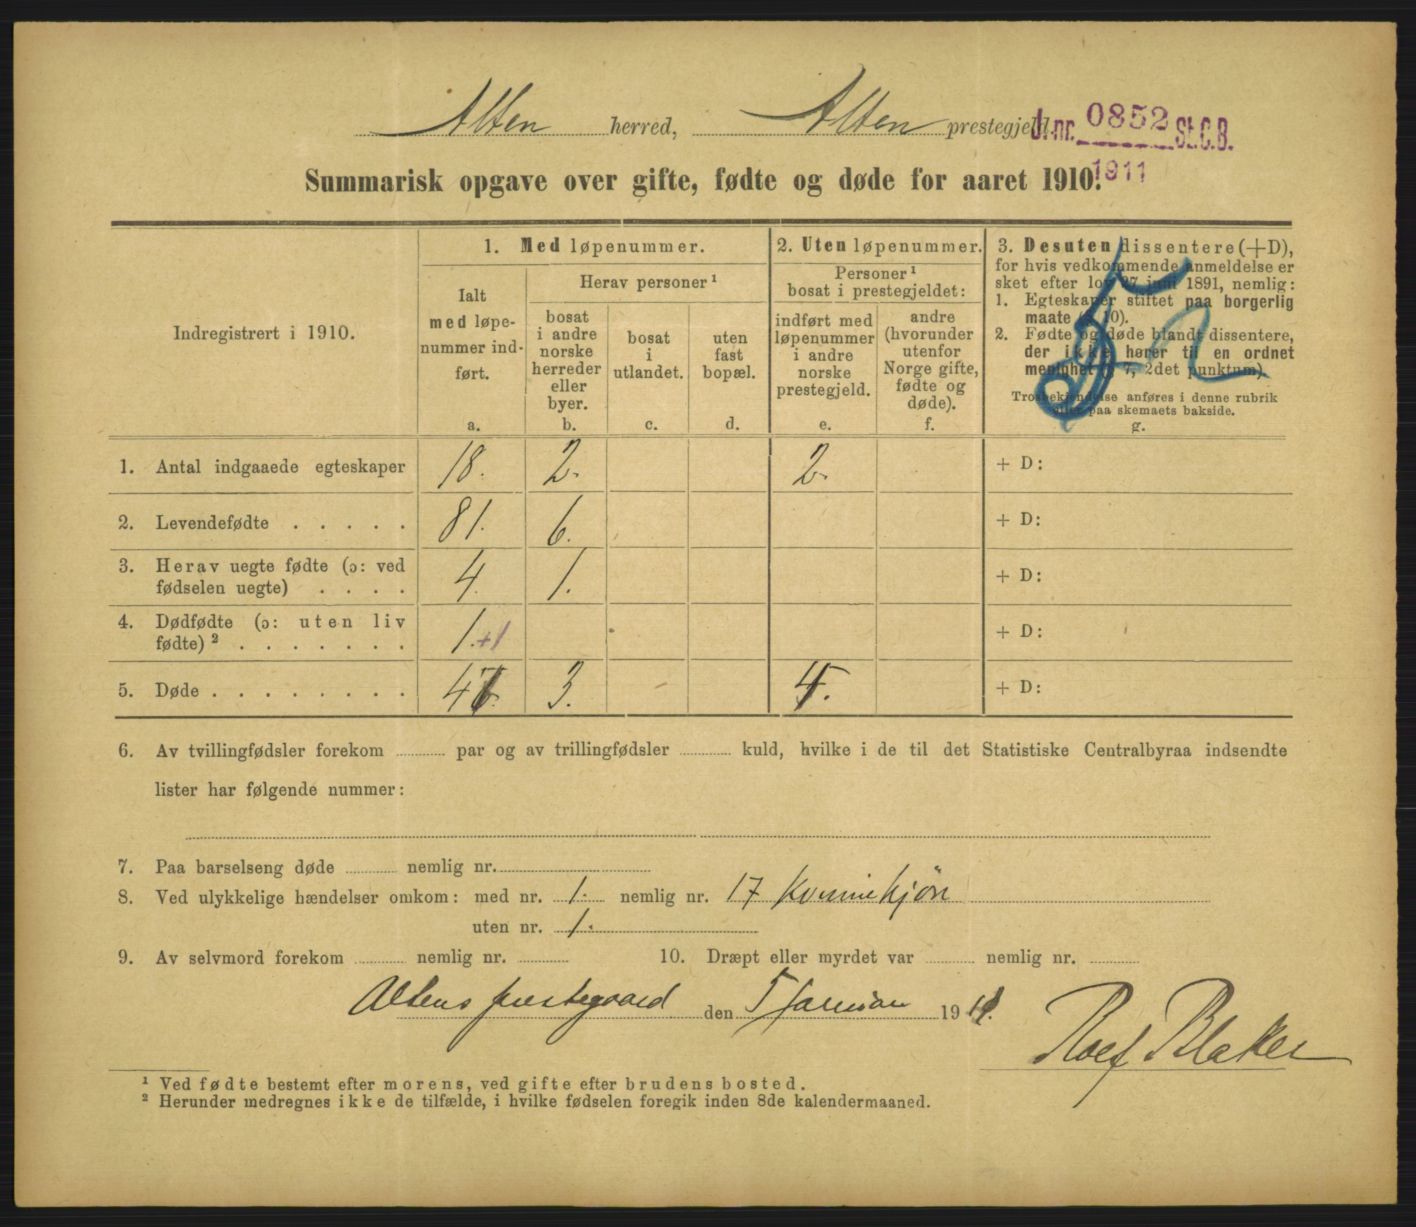 Alten herred, Alten prestegjeld.
J. nr. 0852 St. C. B.
1911
Summarisk opgave over gifte, fødte og døde for aaret 1910.
Indregistrert i 1910.
1. Med løpenummer.
Ialt
med løpe-
nummer ind-
ført.
a.
Herav personer ¹
bosat
i andre
norske
herreder
eller
byer.
b.
bosat
i
utlandet.
c.
uten
fast
bopæl.
d.
2. Uten løpenummer.
Personer ¹
bosat i prestegjeldet:
indført med
løpenummer
i andre
norske
prestegjeld.
e.
andre
(hvorunder
utenfor
Norge gifte,
fødte og
døde).
f.
3. Desuten dissentere (+D),
for hvis vedkommende anmeldelse er
sket efter lov 27 juni 1891, nemlig:
1. Egteskaper stiftet paa borgerlig
maate ( 10).
2. Fødte og døde blandt dissentere,
der ikke hører til en ordnet
menighet ( 7, 2det punktum).
Trosbekjendelse anføres i denne rubrik
eller paa skemaets bakside.
g.
1. Antal indgaaede egteskaper 18. 2. 2. + D:
2. Levendefødte . . . . . 81. 6. + D:
3. Herav uegte fødte (ɔ: ved
fødselen uegte) . . . . 4. 1. + D:
4. Dødfødte (ɔ: uten liv
fødte) ² . . . . . . . 1. +1 + D:
5. Døde . . . . . . . . 3. + D:
6. Av tvillingfødsler forekom par og av trillingfødsler kuld, hvilke i de til det Statistiske Centralbyraa indsendte
lister har følgende nummer:
7. Paa barselseng døde nemlig nr.
8. Ved ulykkelige hændelser omkom: med nr. 1. nemlig nr. 17 Kvinnekjøn
uten nr. 1.
9. Av selvmord forekom nemlig nr. 10. Dræpt eller myrdet var nemlig nr.
Altens prestegaard den 5 Januar 1911.
Rolf Blaker
¹ Ved fødte bestemt efter morens, ved gifte efter brudens bosted.
² Herunder medregnes ikke de tilfælde, i hvilke fødselen foregik inden 8de kalendermaaned.